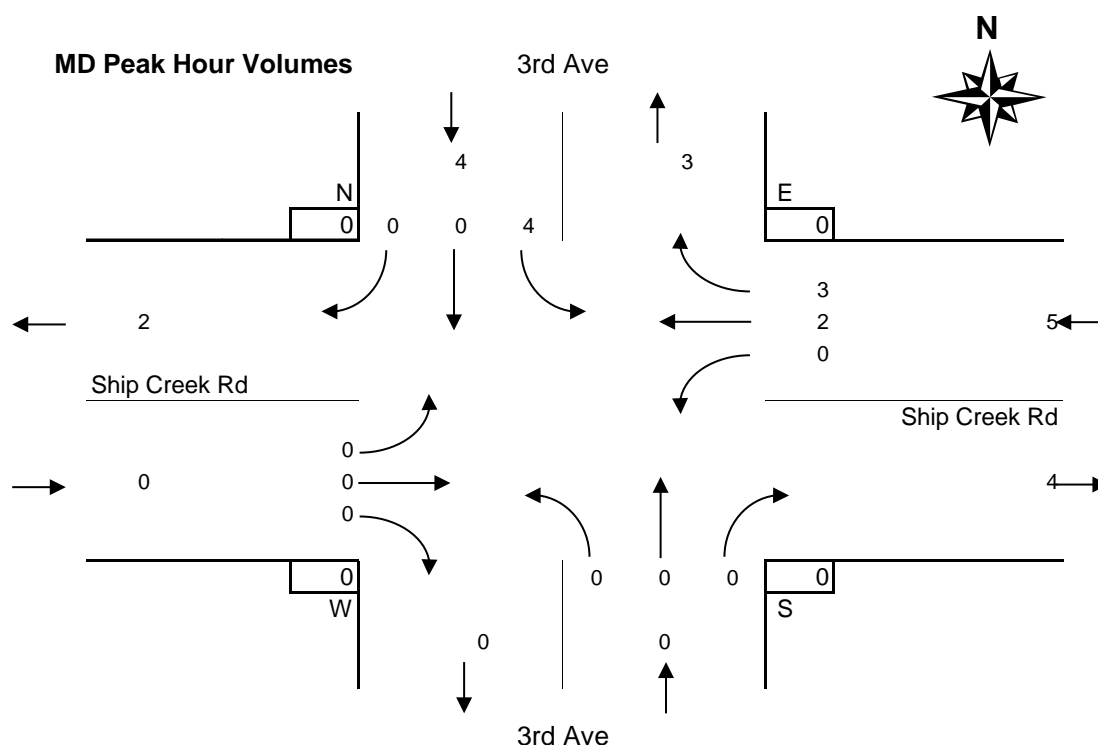 N
MD Peak Hour Volumes 3rd Ave
4 3
N E
0 0 0 4 0
3
2 2 5
0
Ship Creek Rd
Ship Creek Rd
0
0 0 4
0
0 0 0 0 0
W S
0 0
3rd Ave